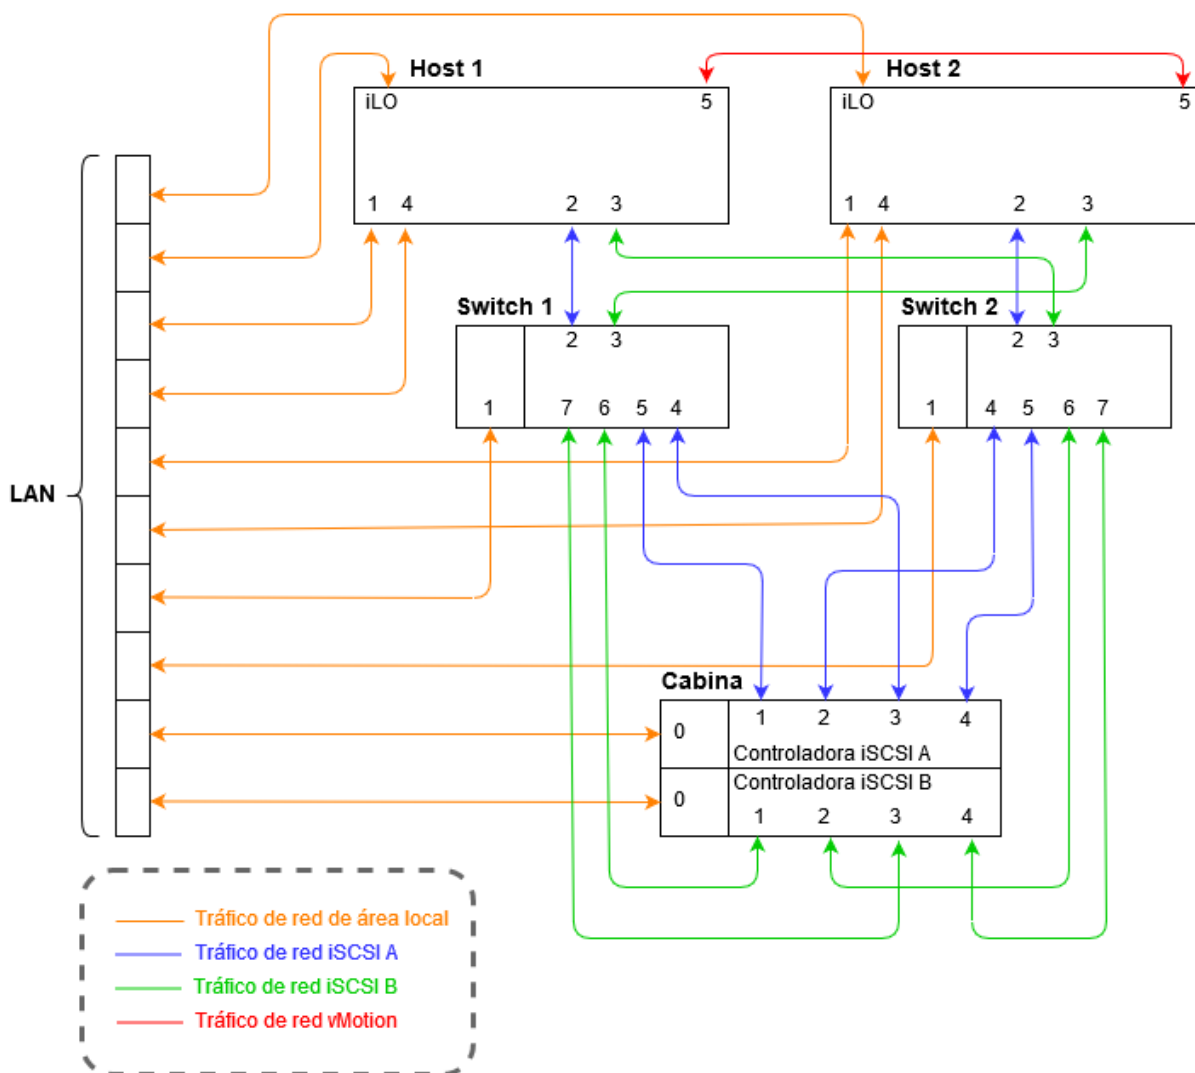 Host 1
Host 2
iLO
5
iLO
5
1 4 2 3
1 4 2 3
Switch 1
Switch 2
2 3
2 3
1 7 6 5 4
1 4 5 6 7
LAN
Cabina
0 1 2 3 4
Controladora iSCSI A
Controladora iSCSI B
0 1 2 3 4
Tráfico de red de área local
Tráfico de red iSCSI A
Tráfico de red iSCSI B
Tráfico de red vMotion